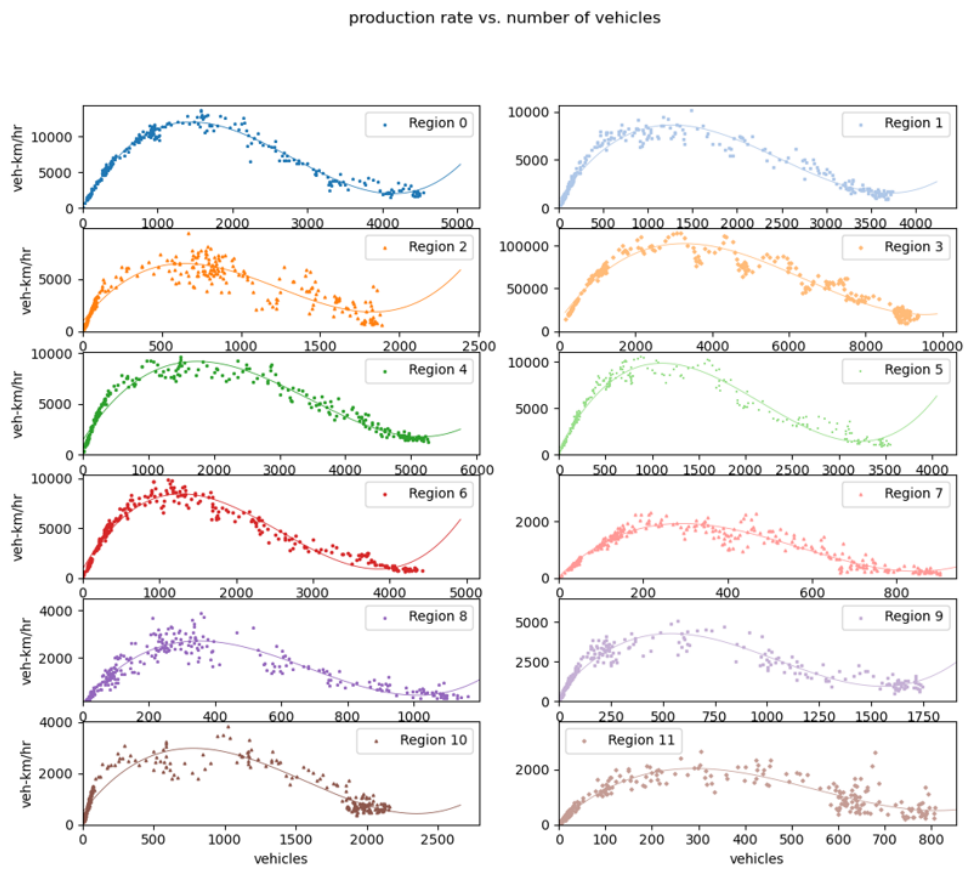 production rate vs. number of vehicles
veh-km/hr
10000
5000
0
Region 0
0 1000 2000 3000 4000 5000
10000
5000
0
Region 1
0 500 1000 1500 2000 2500 3000 3500 4000
veh-km/hr
5000
0
Region 2
0 500 1000 1500 2000 2500
100000
50000
0
Region 3
0 2000 4000 6000 8000 10000
veh-km/hr
10000
5000
0
Region 4
0 1000 2000 3000 4000 5000 6000
10000
5000
0
Region 5
0 500 1000 1500 2000 2500 3000 3500 4000
veh-km/hr
10000
5000
0
Region 6
0 1000 2000 3000 4000 5000
2000
0
Region 7
0 200 400 600 800
veh-km/hr
4000
2000
Region 8
0 200 400 600 800 1000
5000
2500
0
Region 9
0 250 500 750 1000 1250 1500 1750
veh-km/hr
4000
2000
0
Region 10
0 500 1000 1500 2000 2500
vehicles
2000
0
Region 11
0 100 200 300 400 500 600 700 800
vehicles